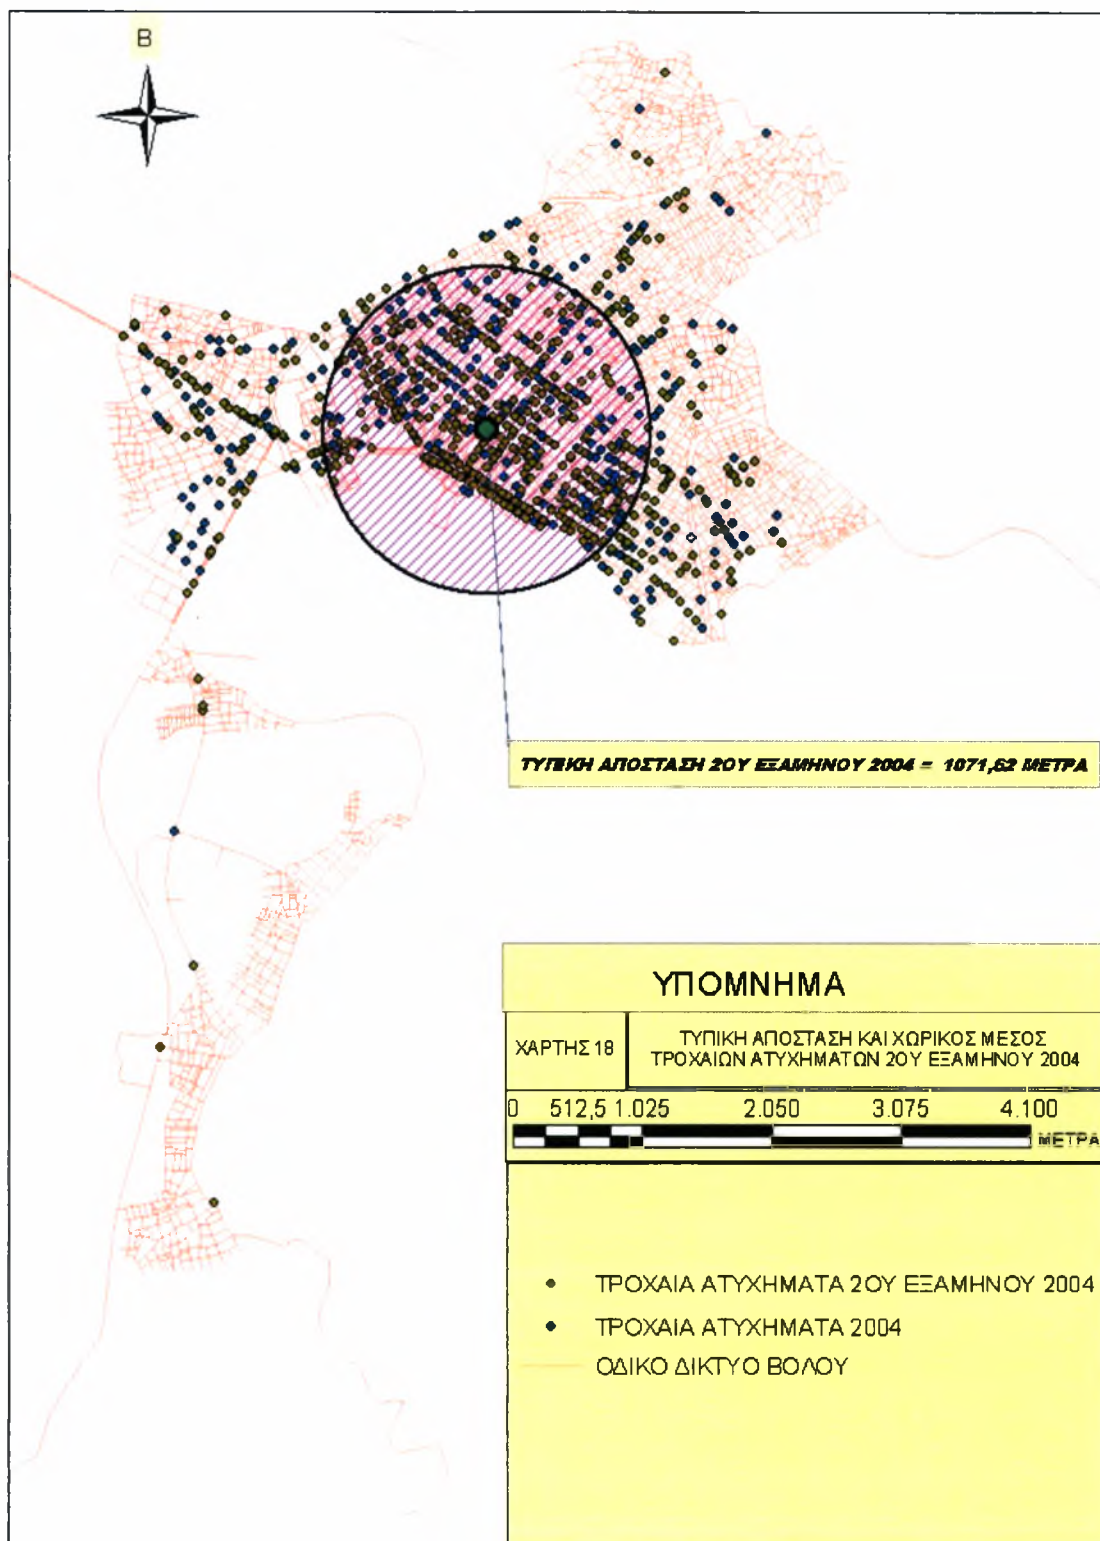 Β
ΤΥΠΙΚΗ ΑΠΟΣΤΑΣΗ 2ΟΥ ΕΞΑΜΗΝΟΥ 2004 = 1071,62 ΜΕΤΡΑ
ΥΠΟΜΝΗΜΑ
ΧΑΡΤΗΣ 18
ΤΥΠΙΚΗ ΑΠΟΣΤΑΣΗ ΚΑΙ ΧΩΡΙΚΟΣ ΜΕΣΟΣ
ΤΡΟΧΑΙΩΝ ΑΤΥΧΗΜΑΤΩΝ 2ΟΥ ΕΞΑΜΗΝΟΥ 2004
0 512,5 1.025 2.050 3.075 4.100
ΜΕΤΡΑ
ΤΡΟΧΑΙΑ ΑΤΥΧΗΜΑΤΑ 2ΟΥ ΕΞΑΜΗΝΟΥ 2004
ΤΡΟΧΑΙΑ ΑΤΥΧΗΜΑΤΑ 2004
ΟΔΙΚΟ ΔΙΚΤΥΟ ΒΟΛΟΥ